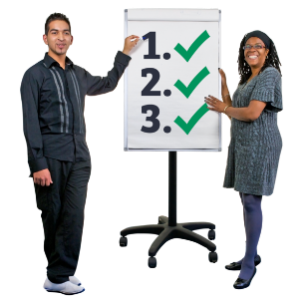 1. ✓
2. ✓
3. ✓